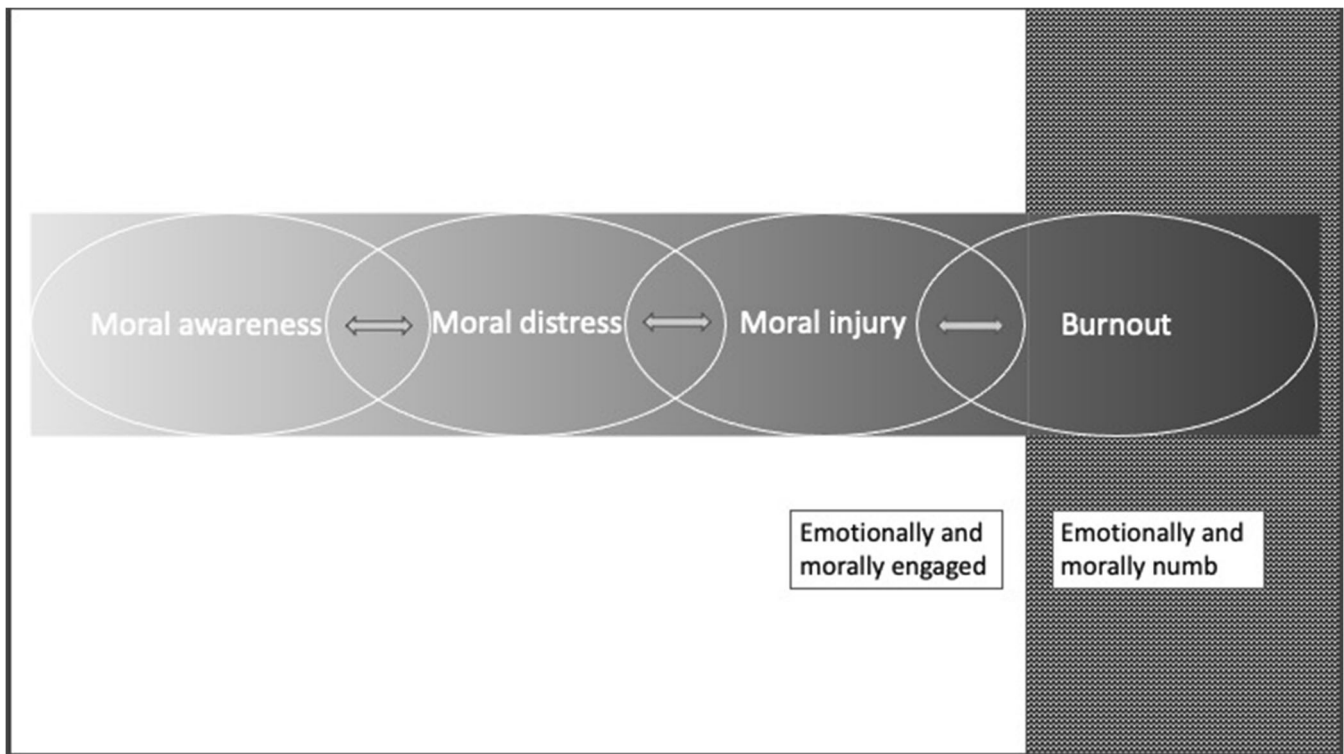 Moral awareness
Moral distress
Moral injury
Burnout
Emotionally and
morally engaged
Emotionally and
morally numb